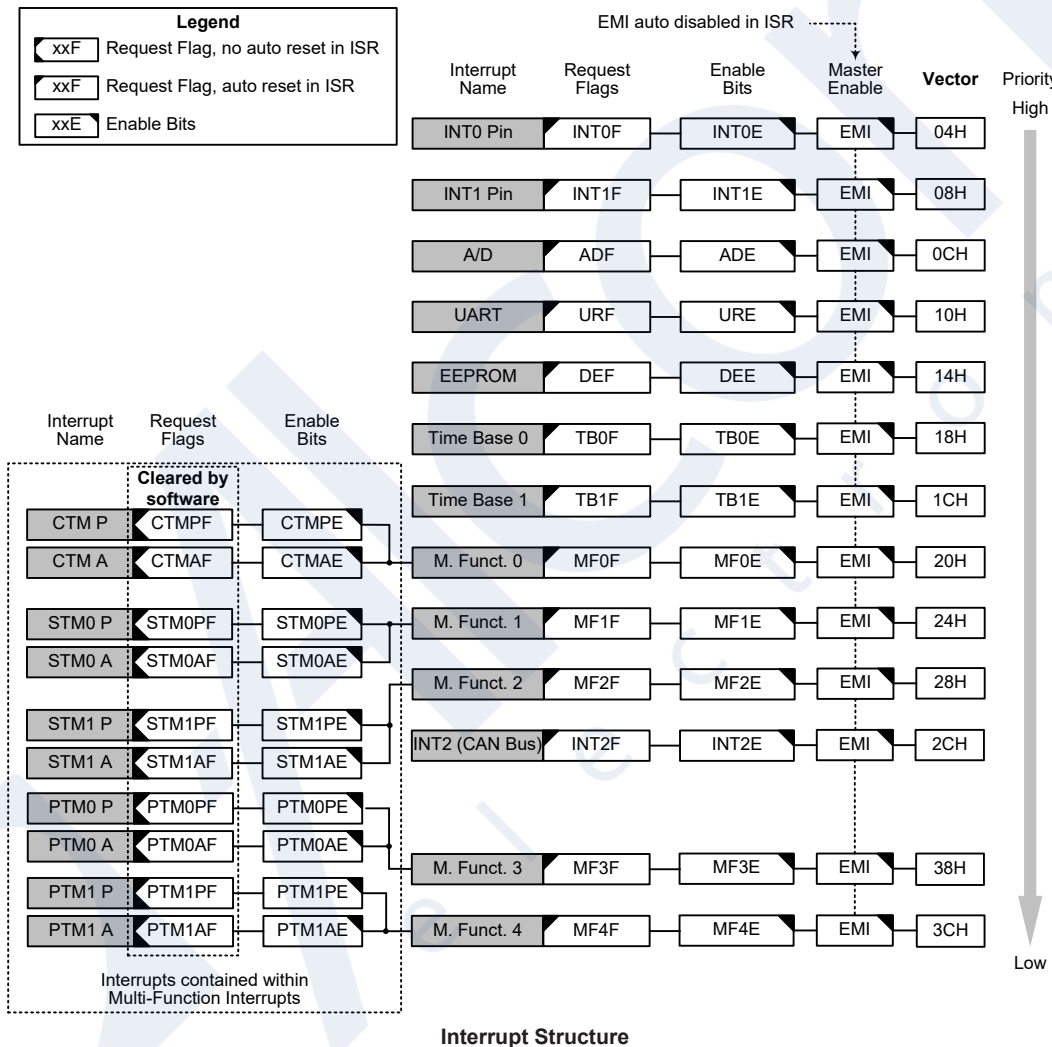 Legend
xxF Request Flag, no auto reset in ISR
xxF Request Flag, auto reset in ISR
xxE Enable Bits
EMI auto disabled in ISR
Interrupt Name Request Flags Enable Bits Master Enable Vector Priority
High
INT0 Pin INT0F INT0E EMI 04H
INT1 Pin INT1F INT1E EMI 08H
A/D ADF ADE EMI 0CH
UART URF URE EMI 10H
EEPROM DEF DEE EMI 14H
Time Base 0 TB0F TB0E EMI 18H
Time Base 1 TB1F TB1E EMI 1CH
M. Funct. 0 MF0F MF0E EMI 20H
M. Funct. 1 MF1F MF1E EMI 24H
M. Funct. 2 MF2F MF2E EMI 28H
INT2 (CAN Bus) INT2F INT2E EMI 2CH
M. Funct. 3 MF3F MF3E EMI 38H
M. Funct. 4 MF4F MF4E EMI 3CH
Low
Interrupt Name Request Flags Enable Bits
Cleared by
software
CTM P CTMPF CTMPE
CTM A CTMAF CTMAE
STM0 P STM0PF STM0PE
STM0 A STM0AF STM0AE
STM1 P STM1PF STM1PE
STM1 A STM1AF STM1AE
PTM0 P PTM0PF PTM0PE
PTM0 A PTM0AF PTM0AE
PTM1 P PTM1PF PTM1PE
PTM1 A PTM1AF PTM1AE
Interrupts contained within
Multi-Function Interrupts
Interrupt Structure